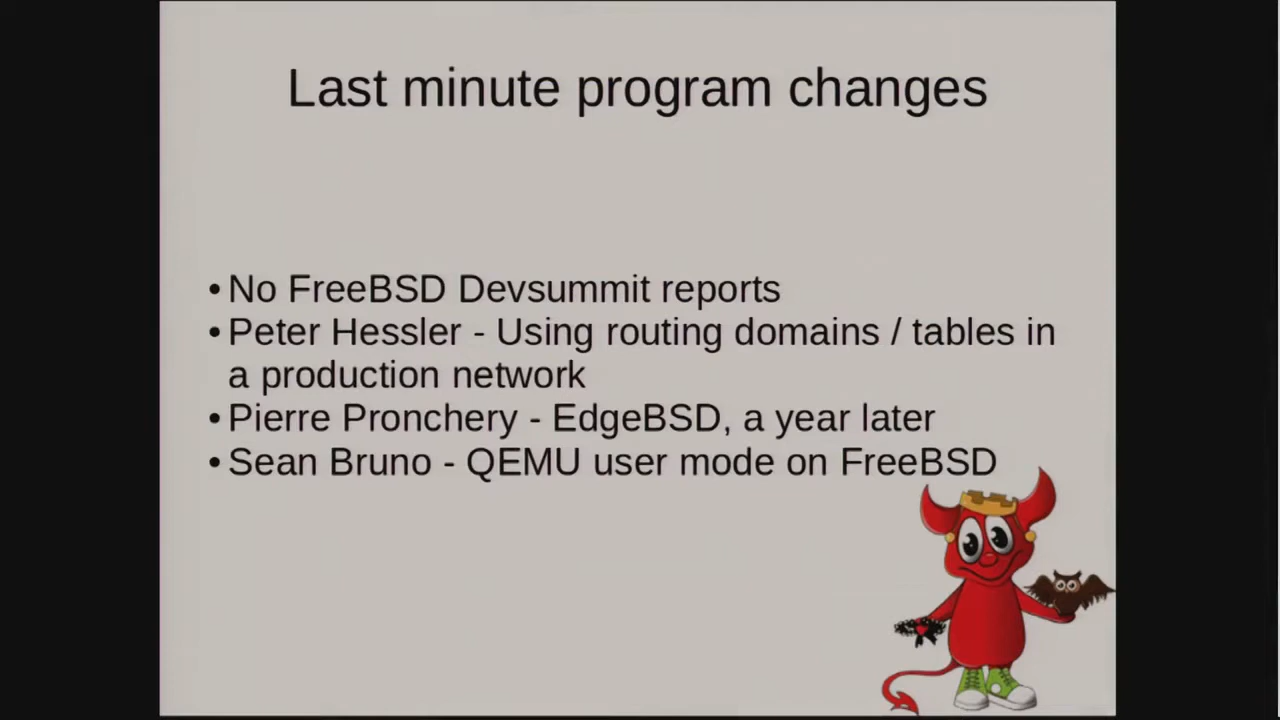 Last minute program changes
•No FreeBSD Devsummit reports
•Peter Hessler - Using routing domains / tables in
a production network
•Pierre Pronchery - EdgeBSD, a year later
•Sean Bruno - QEMU user mode on FreeBSD